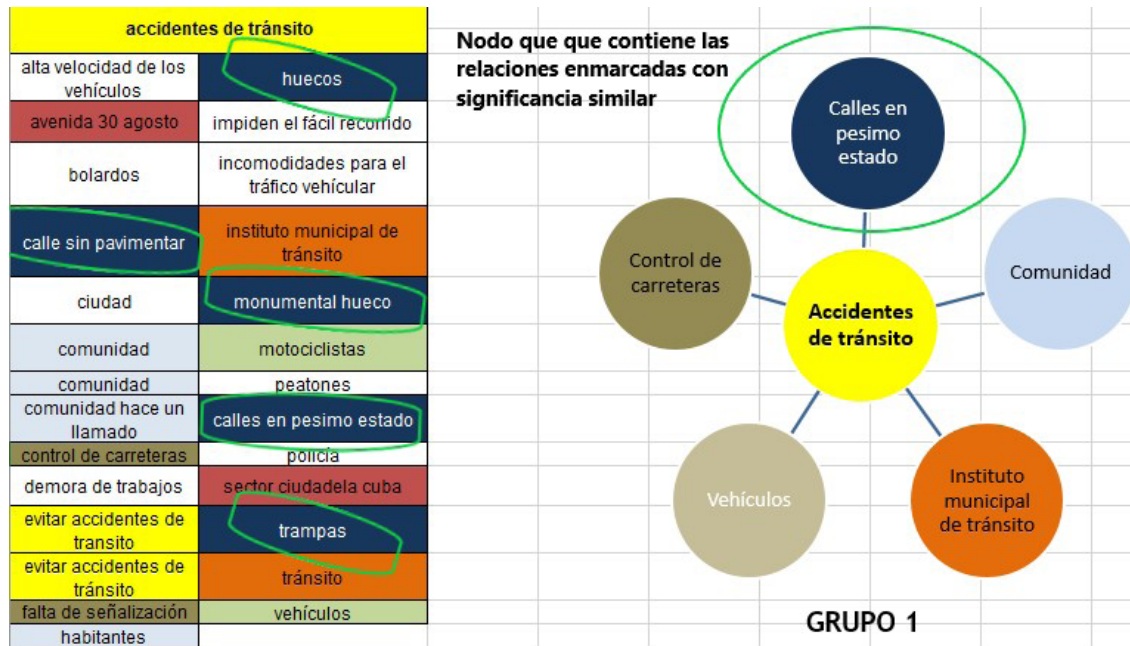 accidentes de tránsito
alta velocidad de los
vehículos
huecos
avenida 30 agosto
impiden el fácil recorrido
bolardos
incomodidades para el
tráfico vehícular
calle sin pavimentar
instituto municipal de
tránsito
ciudad
monumental hueco
comunidad
motociclistas
comunidad
peatones
comunidad hace un
llamado
calles en pesimo estado
control de carreteras
policía
demora de trabajos
sector ciudadela cuba
evitar accidentes de
transito
trampas
evitar accidentes de
tránsito
tránsito
falta de señalización
vehículos
habitantes
Nodo que que contiene las
relaciones enmarcadas con
significancia similar
Calles en
pesimo
estado
Control de
carreteras
Comunidad
Accidentes
de tránsito
Vehículos
Instituto
municipal
de tránsito
GRUPO 1